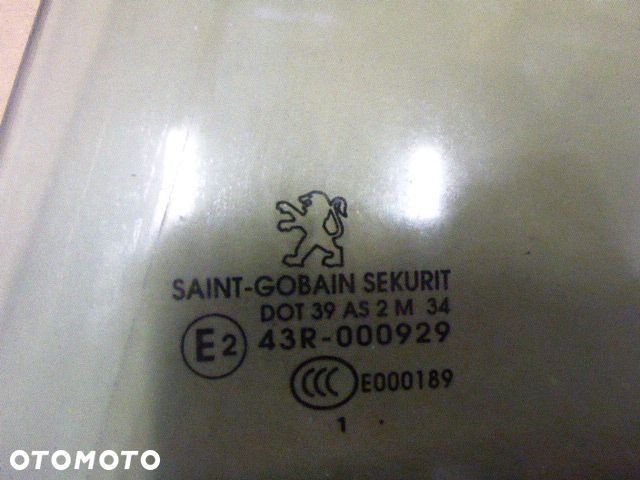 SAINT-GOBAIN SEKURIT
DOT 39 AS 2 M 34
E2 43R-000929
CCC E000189
1
OTOMOTO